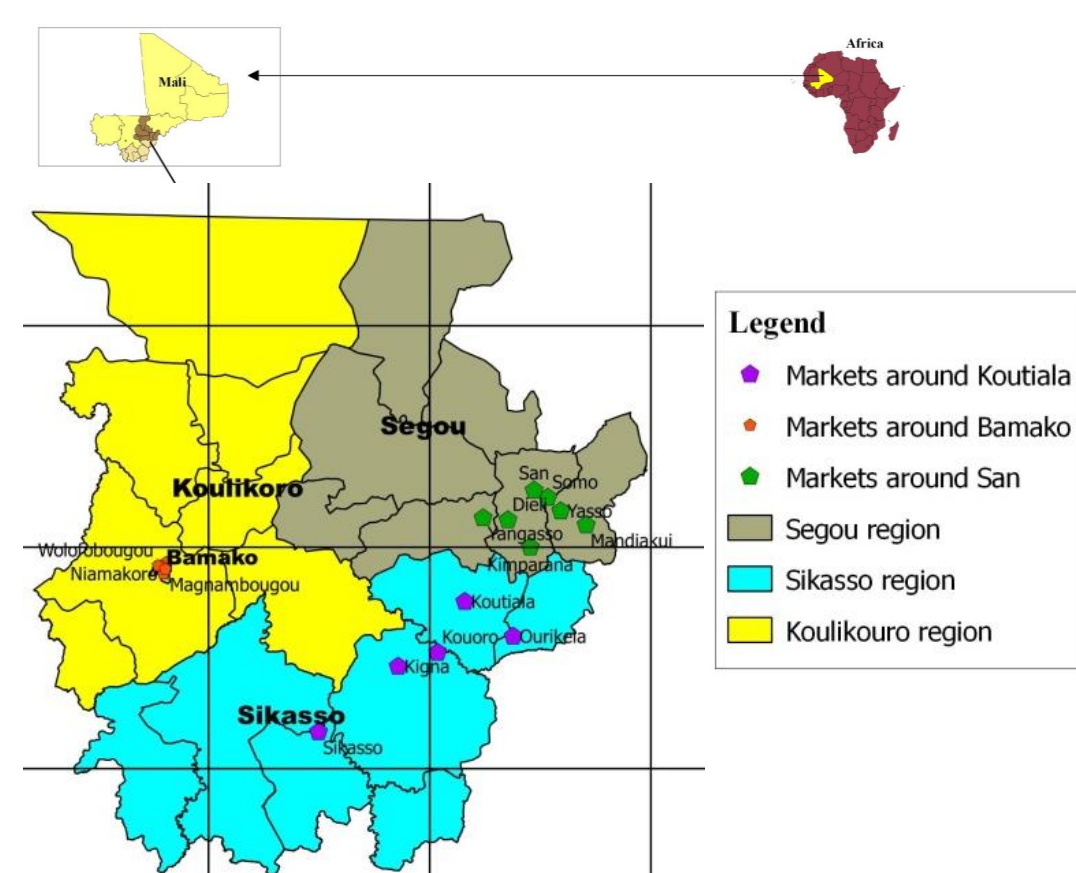 Africa
Mali
Segou
San
Somo
Koulikoro
Dieli
Yasso
Yangasso
Mandiakui
Wolofobougou
Bamako
Kimparana
Niamakoro
Magnambougou
Koutiala
Kouoro
Ourikela
Kigna
Sikasso
Sikasso
Legend
Markets around Koutiala
Markets around Bamako
Markets around San
Segou region
Sikasso region
Koulikouro region